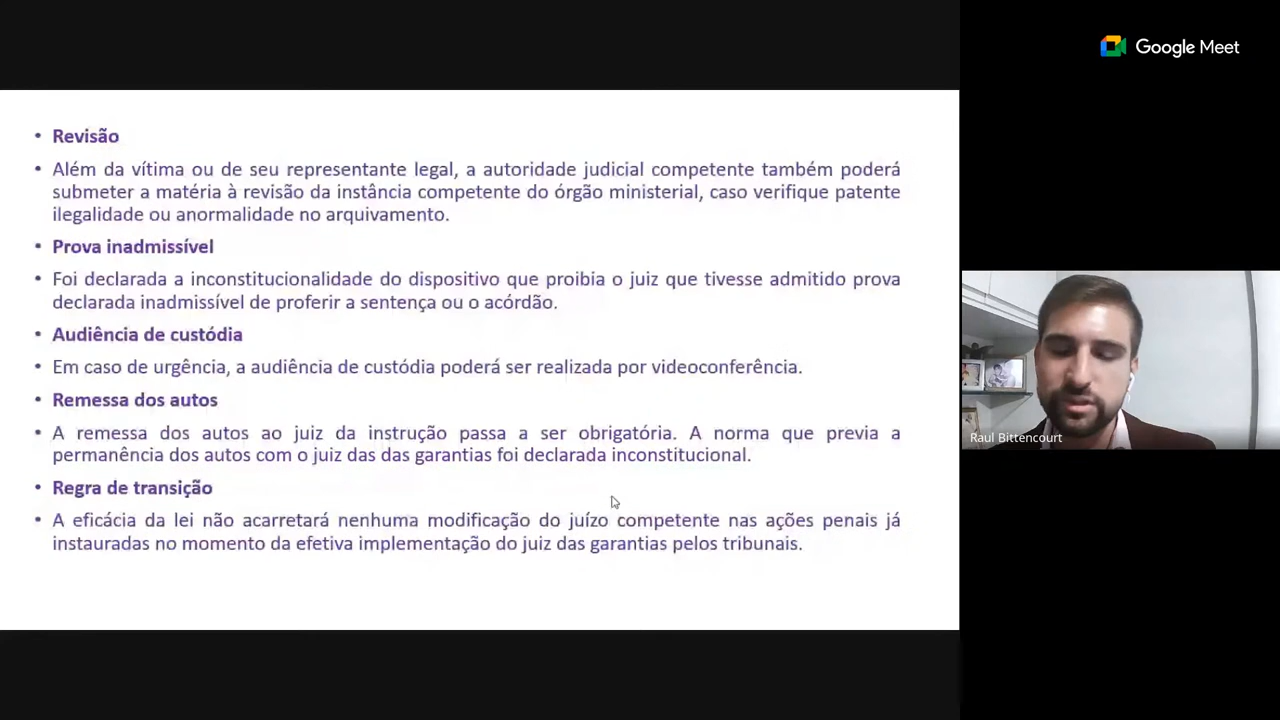 Google Meet
• Revisão
• Além da vítima ou de seu representante legal, a autoridade judicial competente também poderá
submeter a matéria à revisão da instância competente do órgão ministerial, caso verifique patente
ilegalidade ou anormalidade no arquivamento.
• Prova inadmissível
• Foi declarada a inconstitucionalidade do dispositivo que proibia o juiz que tivesse admitido prova
declarada inadmissível de proferir a sentença ou o acórdão.
• Audiência de custódia
• Em caso de urgência, a audiência de custódia poderá ser realizada por videoconferência.
• Remessa dos autos
• A remessa dos autos ao juiz da instrução passa a ser obrigatória. A norma que previa a
permanência dos autos com o juiz das das garantias foi declarada inconstitucional.
• Regra de transição
• A eficácia da lei não acarretará nenhuma modificação do juízo competente nas ações penais já
instauradas no momento da efetiva implementação do juiz das garantias pelos tribunais.
Raul Bittencourt